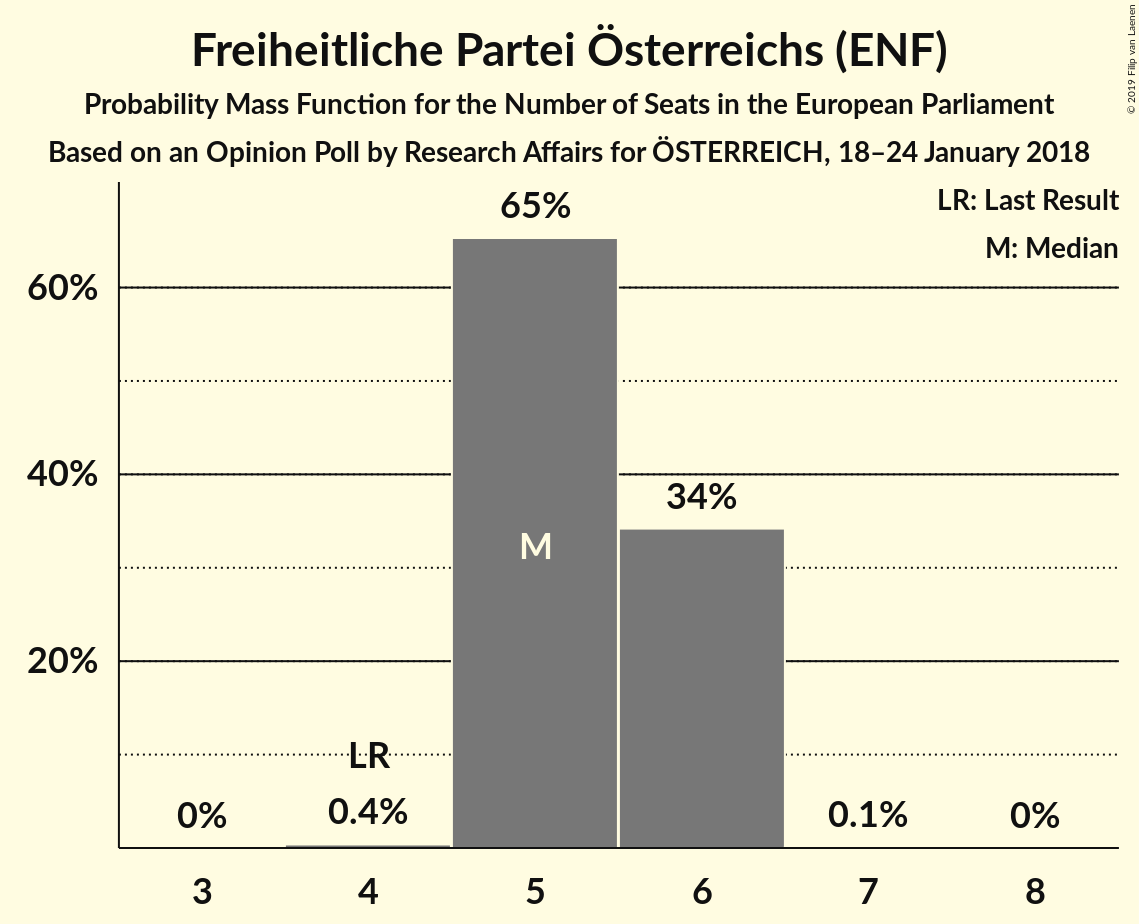 Freiheitliche Partei Österreichs (ENF)
Probability Mass Function for the Number of Seats in the European Parliament
Based on an Opinion Poll by Research Affairs for ÖSTERREICH, 18–24 January 2018
© 2019 Filip van Laenen
LR: Last Result
M: Median
65%
60%
40%
34%
M
20%
LR
0% 0.4% 0.1% 0%
3 4 5 6 7 8